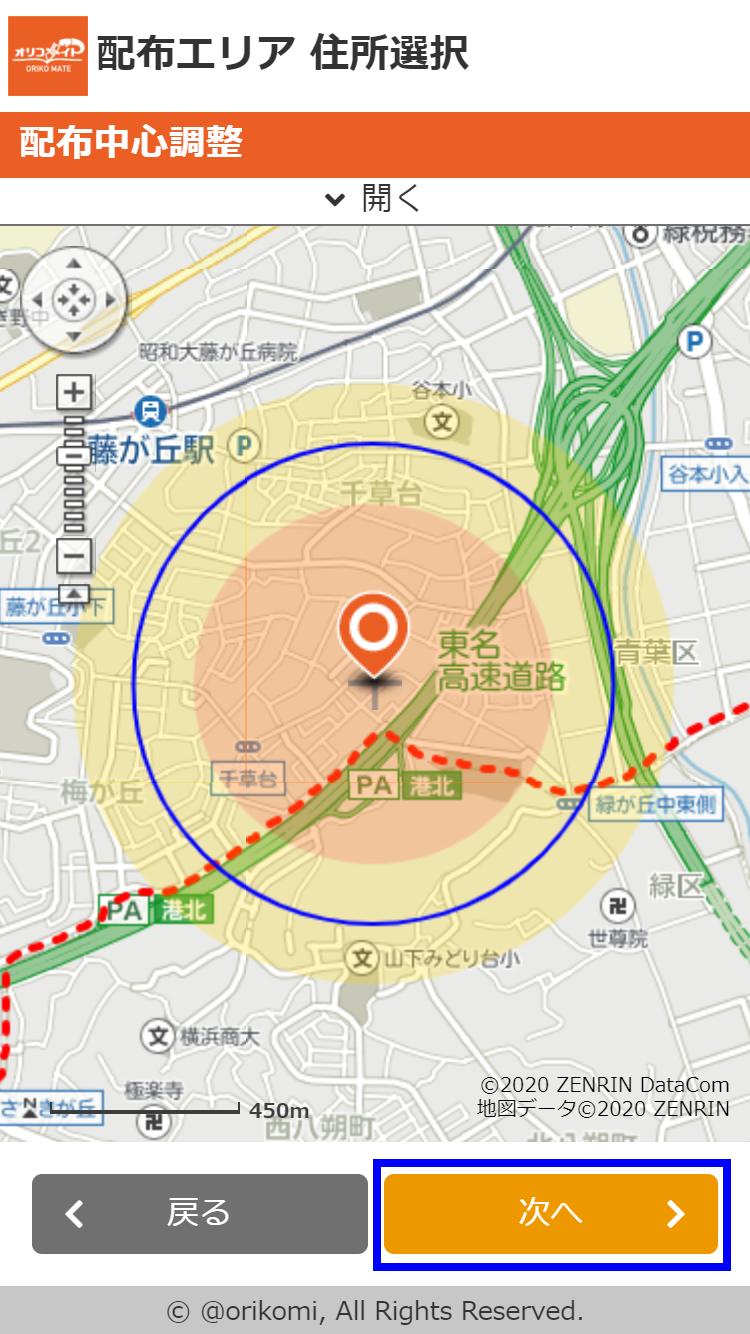 オリコメイト
ORIKO MATE
配布エリア 住所選択
配布中心調整
開く
緑税務
文
野中
昭和大藤が丘病院
P
谷本小
文
藤が丘駅
P
谷本小入
千草台
丘2
藤が丘小下
東名
高速道路
青葉区
千草台
PA 港北
梅が丘
緑が丘中東側
緑区
PA 港北
世尊院
文 山下みどり台小
文 横浜商大
極楽寺
©2020 ZENRIN DataCom
さ
N
きが丘
450m
地図データ©2020 ZENRIN
西八朔町
北八朔町
戻る
次へ
© @orikomi, All Rights Reserved.